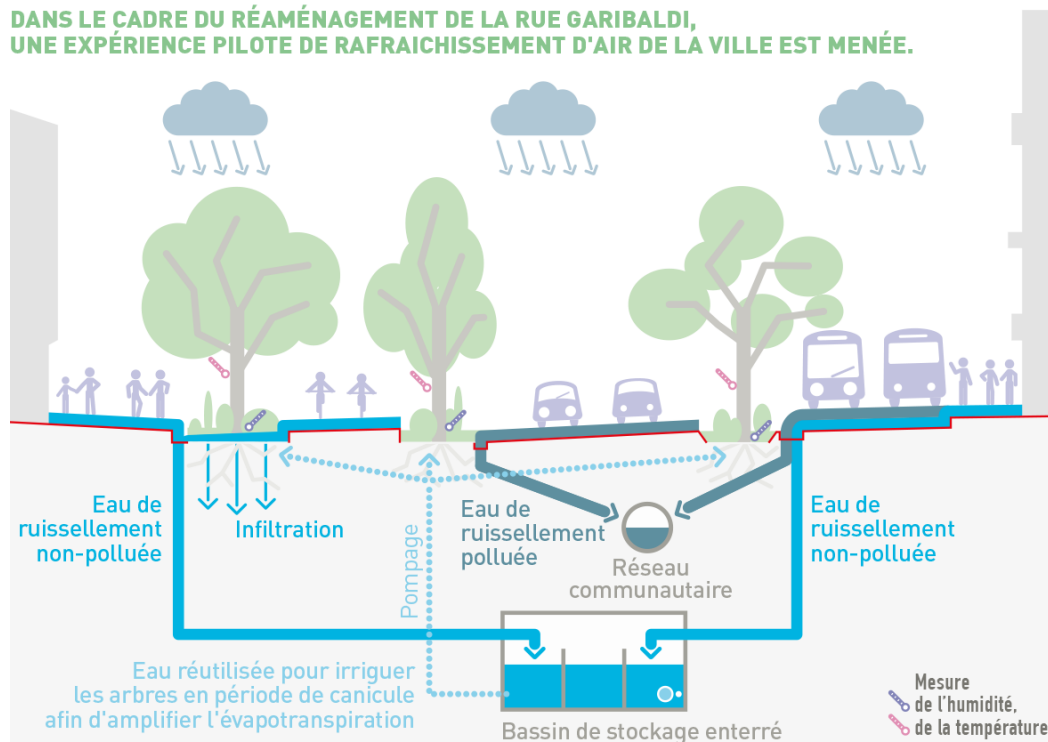 DANS LE CADRE DU RÉAMÉNAGEMENT DE LA RUE GARIBALDI,
UNE EXPÉRIENCE PILOTE DE RAFRAICHISSEMENT D'AIR DE LA VILLE EST MENÉE.
Eau de
ruissellement
non-polluée
Infiltration
Pompage
Eau de
ruissellement
polluée
Réseau
communautaire
Eau de
ruissellement
non-polluée
Eau réutilisée pour irriguer
les arbres en période de canicule
afin d'amplifier l'évapotranspiration
Bassin de stockage enterré
Mesure
de l'humidité,
de la température